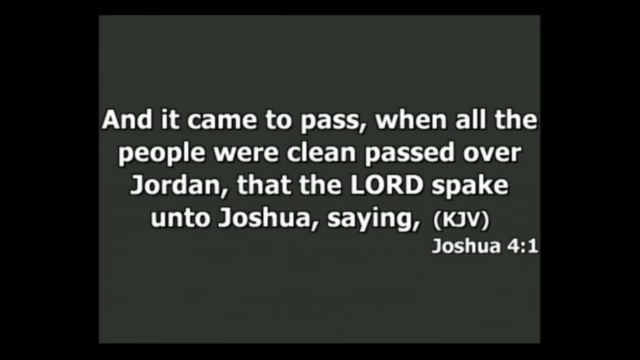 And it came to pass, when all the
people were clean passed over
Jordan, that the LORD spake
unto Joshua, saying, (KJV)
Joshua 4:1